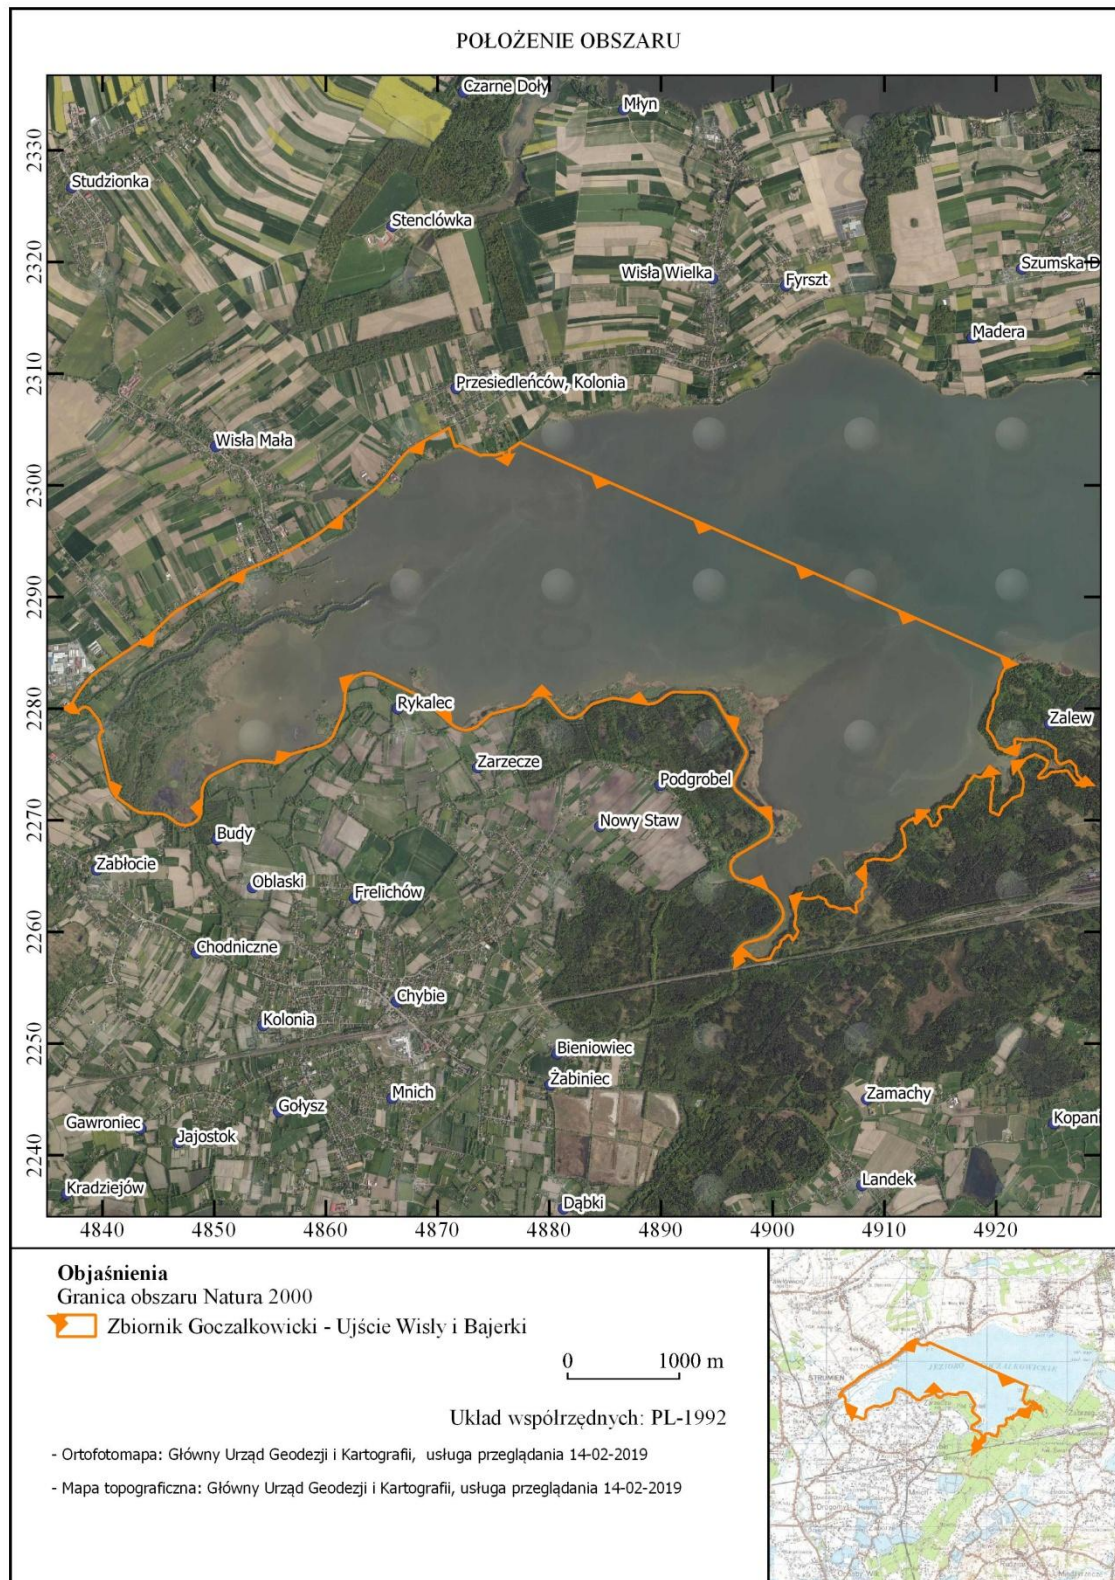 POŁOŻENIE OBSZARU
Czarne Doły
Młyn
2330
Studzionka
Stenclówka
2320
Wisła Wielka
Fyrszt
Szumska D
Madera
2310
Przesiedleńców, Kolonia
Wisła Mała
2300
2290
2280
Rykalec
Zalew
Zarzecze
Podgrobel
2270
Nowy Staw
Budy
Zabłocie
Oblaski
Frelichów
2260
Chodniczne
Chybie
Kolonia
2250
Bieniowiec
Żabiniec
Mnich
Zamachy
Gołysz
Gawroniec
Kopani
Jajostok
2240
Landek
Kradziejów
Dąbki
4840 4850 4860 4870 4880 4890 4900 4910 4920
Objaśnienia
Granica obszaru Natura 2000
Zbiornik Goczałkowicki - Ujście Wisły i Bajerki
0 1000 m
Układ współrzędnych: PL-1992
- Ortofotomapa: Główny Urząd Geodezji i Kartografii, usługa przeglądania 14-02-2019
- Mapa topograficzna: Główny Urząd Geodezji i Kartografii, usługa przeglądania 14-02-2019
STRUMIEŃ